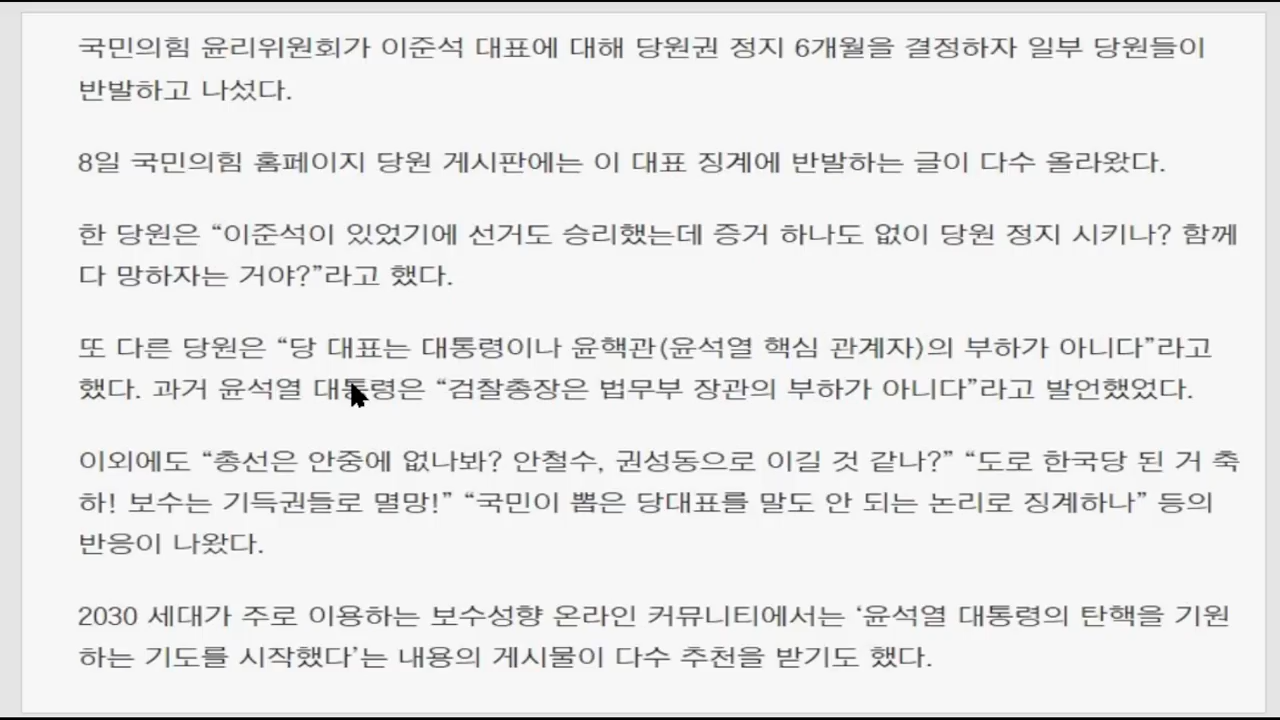 국민의힘 윤리위원회가 이준석 대표에 대해 당원권 정지 6개월을 결정하자 일부 당원들이
반발하고 나섰다.
8일 국민의힘 홈페이지 당원 게시판에는 이 대표 징계에 반발하는 글이 다수 올라왔다.
한 당원은 “이준석이 있었기에 선거도 승리했는데 증거 하나도 없이 당원 정지 시키나? 함께
다 망하자는 거야?”라고 했다.
또 다른 당원은 “당 대표는 대통령이나 윤핵관(윤석열 핵심 관계자)의 부하가 아니다”라고
했다. 과거 윤석열 대통령은 “검찰총장은 법무부 장관의 부하가 아니다”라고 발언했었다.
이외에도 “총선은 안중에 없나봐? 안철수, 권성동으로 이길 것 같나?” “도로 한국당 된 거 축
하! 보수는 기득권들로 멸망!” “국민이 뽑은 당대표를 말도 안 되는 논리로 징계하나” 등의
반응이 나왔다.
2030 세대가 주로 이용하는 보수성향 온라인 커뮤니티에서는 ‘윤석열 대통령의 탄핵을 기원
하는 기도를 시작했다’는 내용의 게시물이 다수 추천을 받기도 했다.